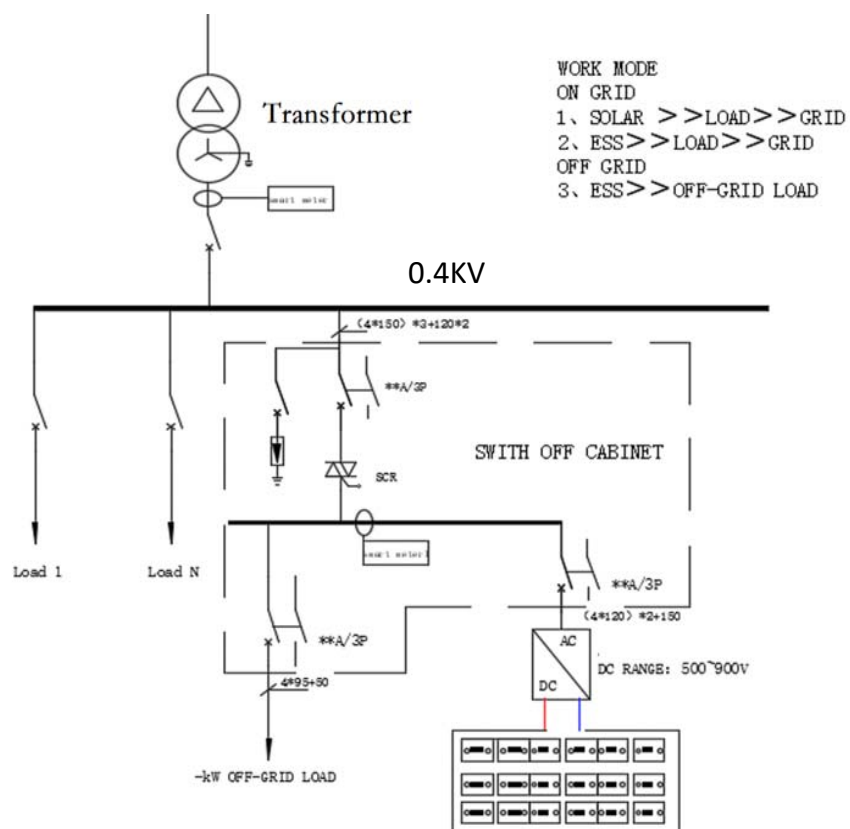 WORK MODE
ON GRID
1、SOLAR >>LOAD>>GRID
2、ESS>>LOAD>>GRID
OFF GRID
3、ESS>>OFF-GRID LOAD
Transformer
smart meter
0.4KV
(4*150) *3+120*2
**A/3P
SWITH OFF CABINET
SCR
smart meter1
Load 1
Load N
**A/3P
(4*120) *2+150
**A/3P
AC
DC
DC RANGE: 500~900V
4*95+50
-kW OFF-GRID LOAD